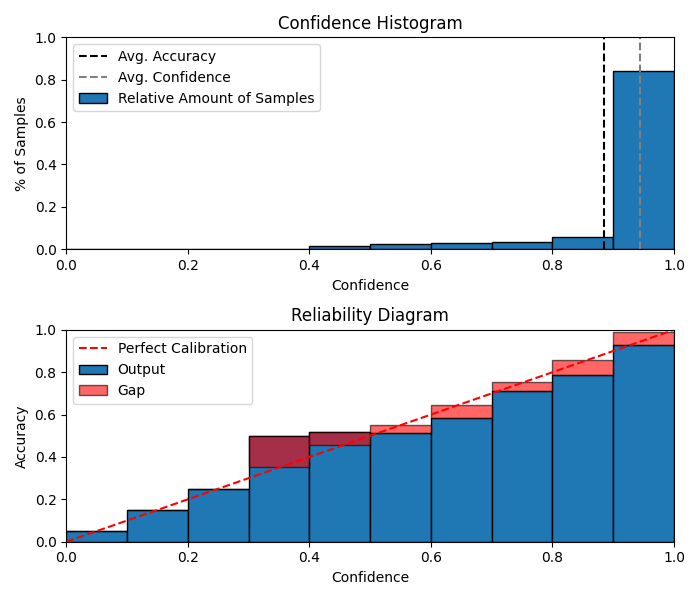 Confidence Histogram
1.0
Avg. Accuracy
Avg. Confidence
Relative Amount of Samples
0.8
0.6
0.4
0.2
0.0
% of Samples
0.0 0.2 0.4 0.6 0.8 1.0
Confidence
Reliability Diagram
1.0
Perfect Calibration
Output
Gap
0.8
0.6
0.4
0.2
0.0
Accuracy
0.0 0.2 0.4 0.6 0.8 1.0
Confidence